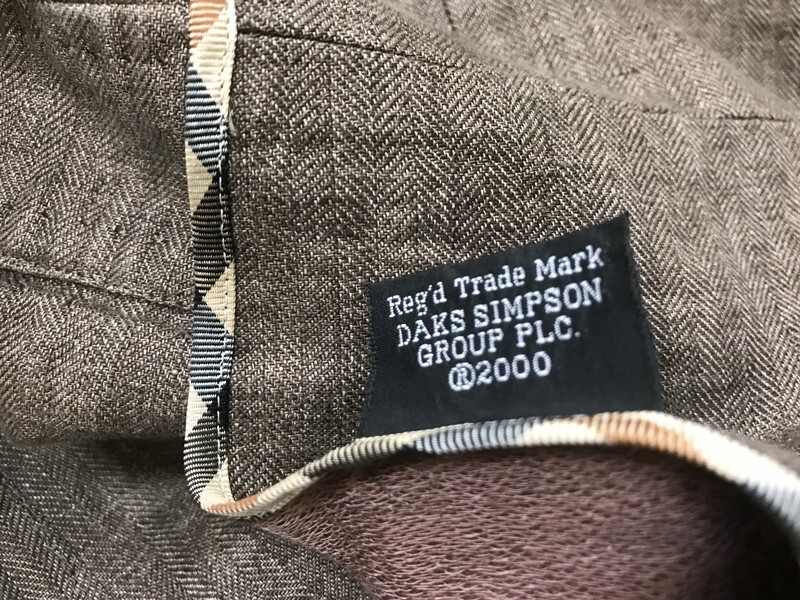 Reg'd Trade Mark
DAKS SIMPSON
GROUP PLC.
®2000